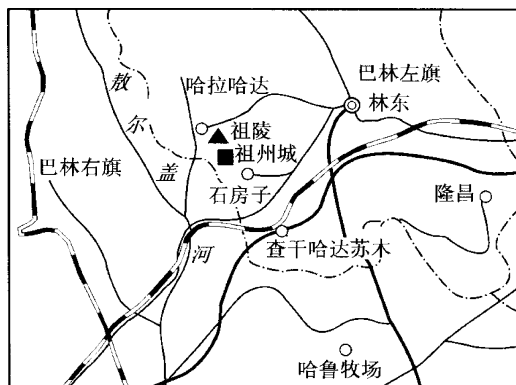 巴林左旗
林东
哈拉哈达
祖陵
祖州城
石房子
敖尔盖河
巴林右旗
隆昌
查干哈达苏木
哈鲁牧场